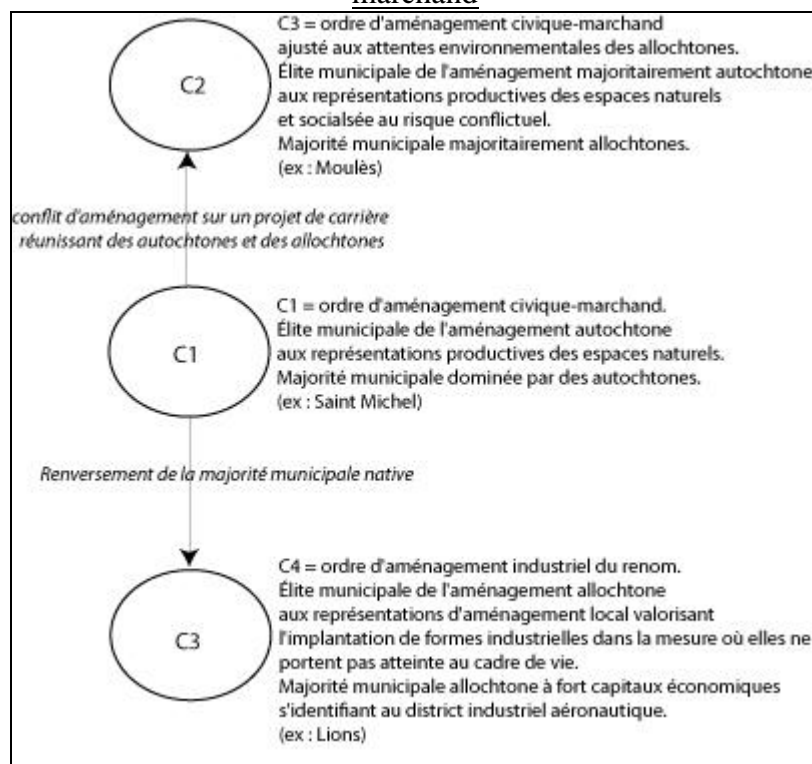 marchand
C3 = ordre d'aménagement civique-marchand
ajusté aux attentes environnementales des allochtones.
Élite municipale de l'aménagement majoritairement autochtone
aux représentations productives des espaces naturels
et socialsée au risque conflictuel.
Majorité municipale majoritairement allochtones.
(ex : Moulès)
C2
conflit d'aménagement sur un projet de carrière
réunissant des autochtones et des allochtones
C1 = ordre d'aménagement civique-marchand.
Élite municipale de l'aménagement autochtone
aux représentations productives des espaces naturels.
Majorité municipale dominée par des autochtones.
(ex : Saint Michel)
C1
Renversement de la majorité municipale native
C4 = ordre d'aménagement industriel du renom.
Élite municipale de l'aménagement allochtone
aux représentations d'aménagement local valorisant
l'implantation de formes industrielles dans la mesure où elles ne
portent pas atteinte au cadre de vie.
Majorité municipale allochtone à fort capitaux économiques
s'identifiant au district industriel aéronautique.
(ex : Lions)
C3